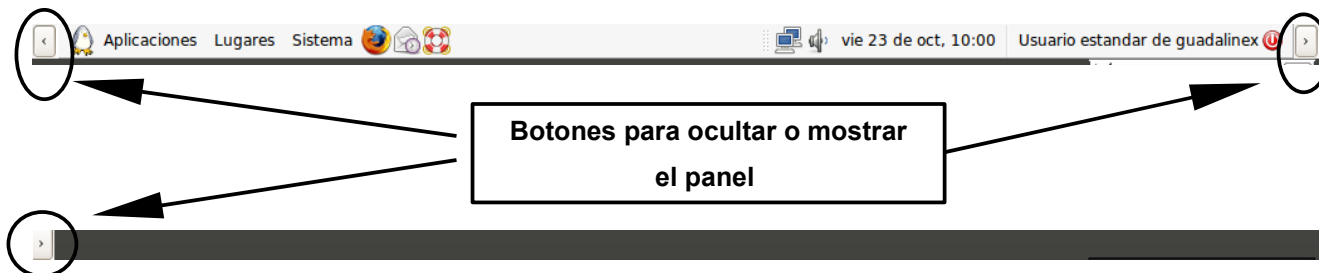 Aplicaciones Lugares Sistema vie 23 de oct, 10:00 Usuario estandar de guadalinex
Botones para ocultar o mostrar
el panel